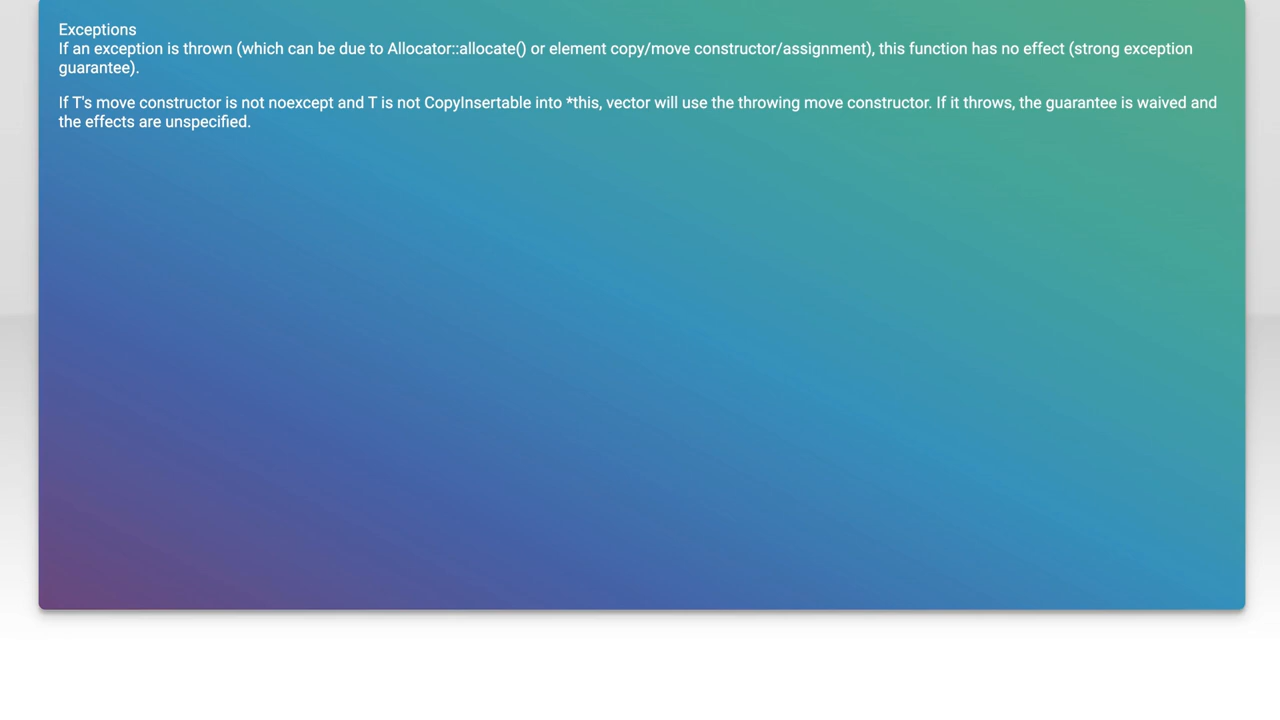 Exceptions
If an exception is thrown (which can be due to Allocator::allocate() or element copy/move constructor/assignment), this function has no effect (strong exception
guarantee).
If T's move constructor is not noexcept and T is not CopyInsertable into *this, vector will use the throwing move constructor. If it throws, the guarantee is waived and
the effects are unspecified.